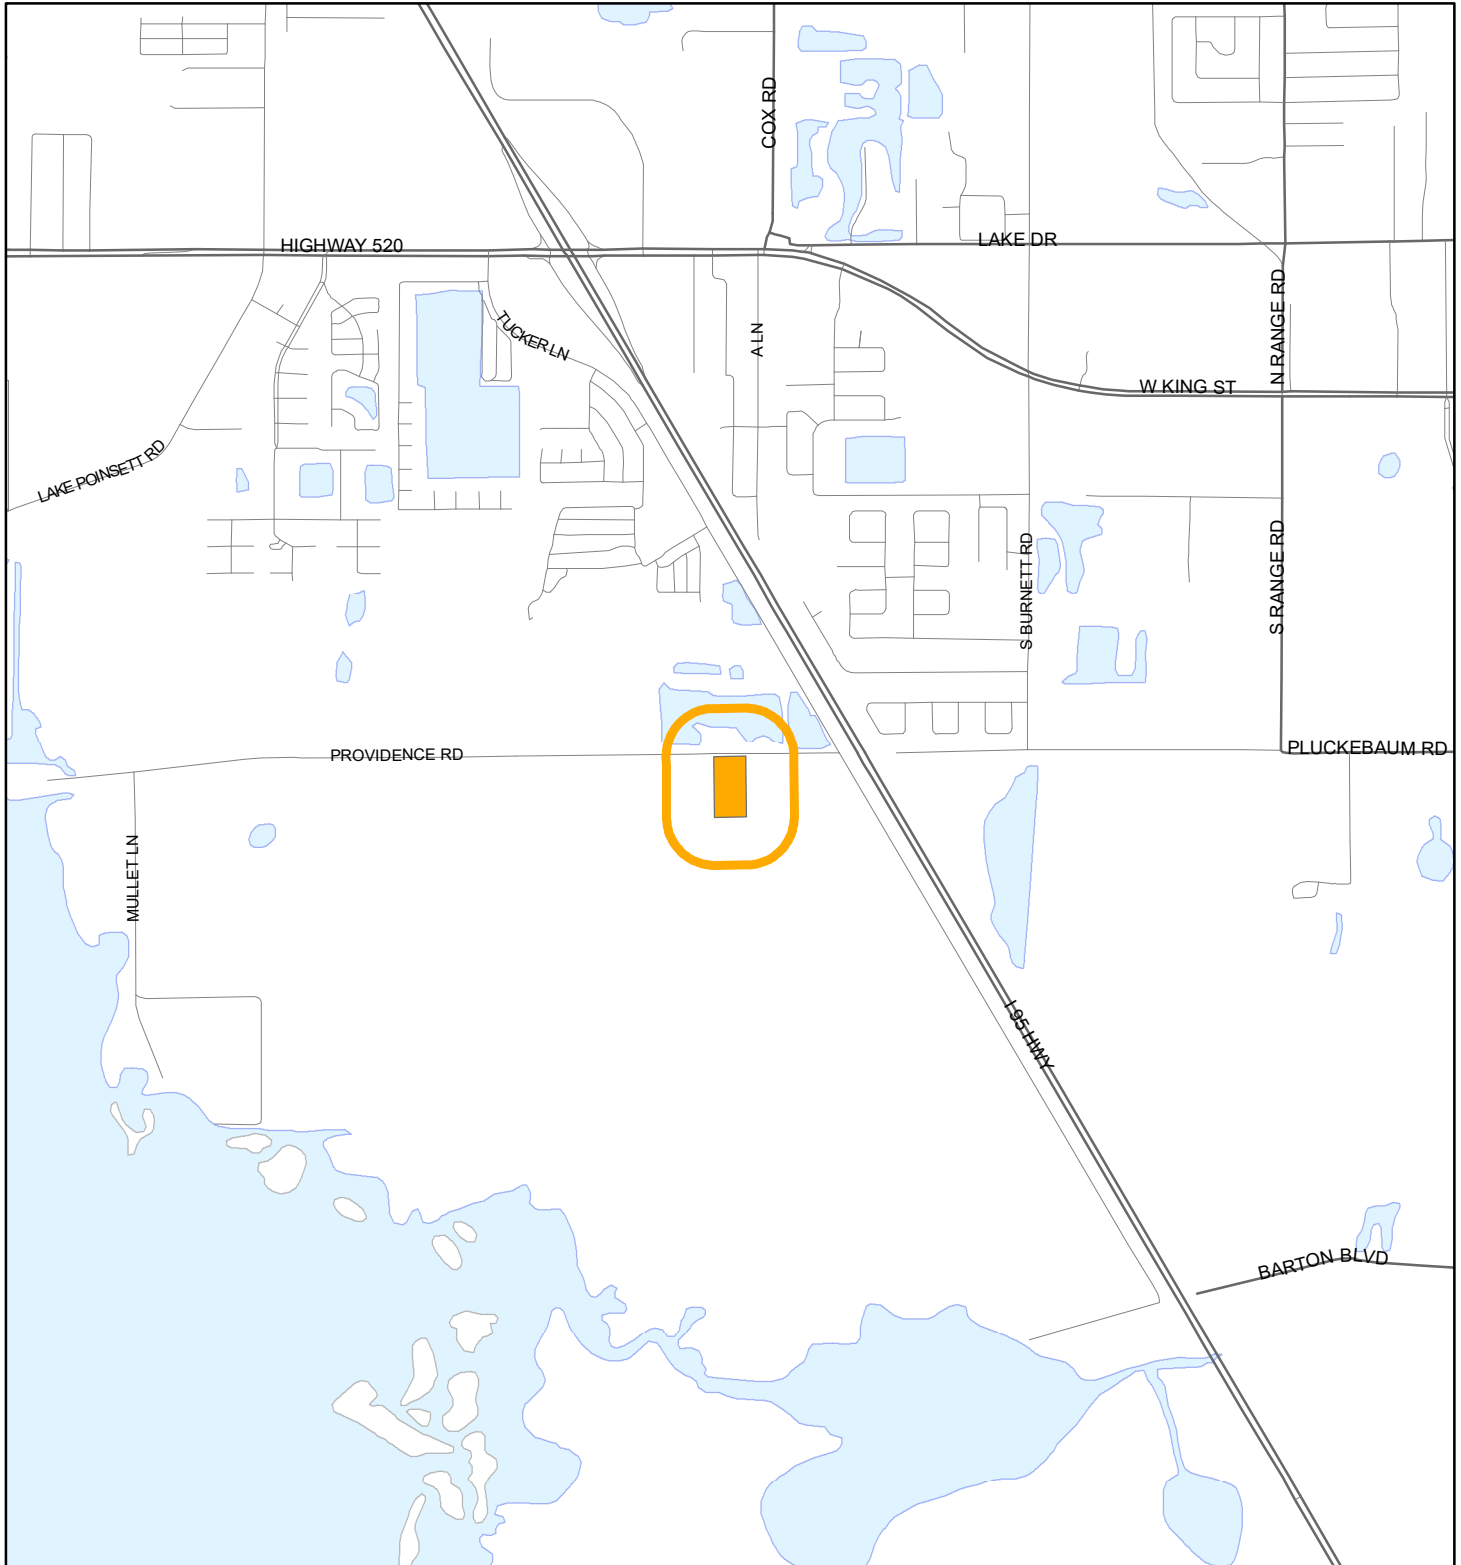 COX RD
HIGHWAY 520
LAKE DR
N RANGE RD
TUCKER LN
A LN
W KING ST
LAKE POINSETT RD
S BURNETT RD
S RANGE RD
PROVIDENCE RD
PLUCKEBAUM RD
MULLET LN
I 95 HWY
BARTON BLVD